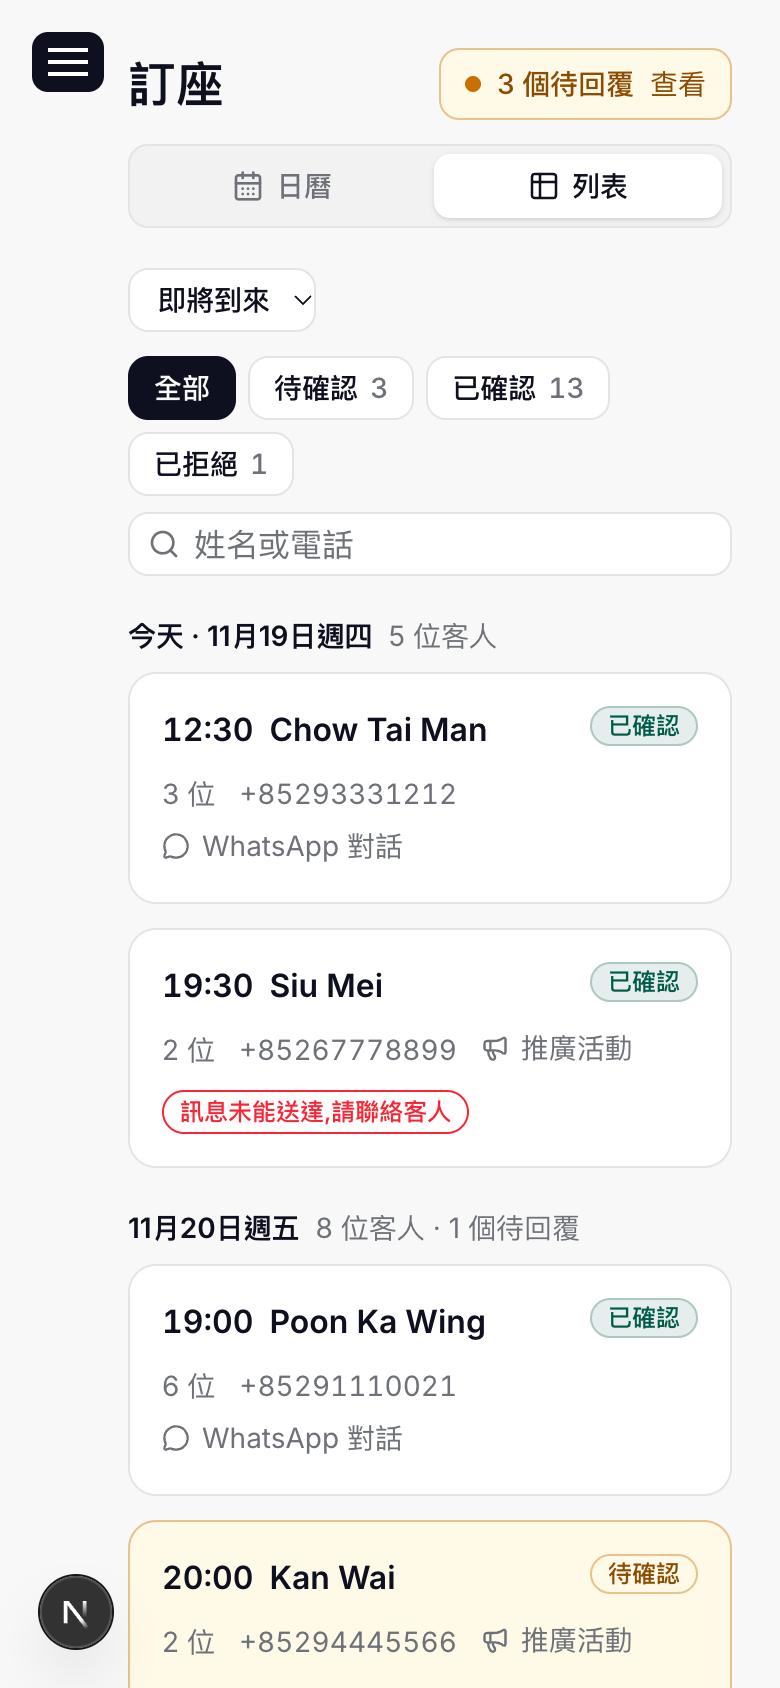 訂座
3 個待回覆 查看
日曆
列表
即將到來
全部
待確認 3
已確認 13
已拒絕 1
姓名或電話
今天 · 11月19日週四 5 位客人
12:30 Chow Tai Man 已確認
3 位 +85293331212
WhatsApp 對話
19:30 Siu Mei 已確認
2 位 +85267778899 推廣活動
訊息未能送達,請聯絡客人
11月20日週五 8 位客人 · 1 個待回覆
19:00 Poon Ka Wing 已確認
6 位 +85291110021
WhatsApp 對話
20:00 Kan Wai 待確認
N
2 位 +85294445566 推廣活動